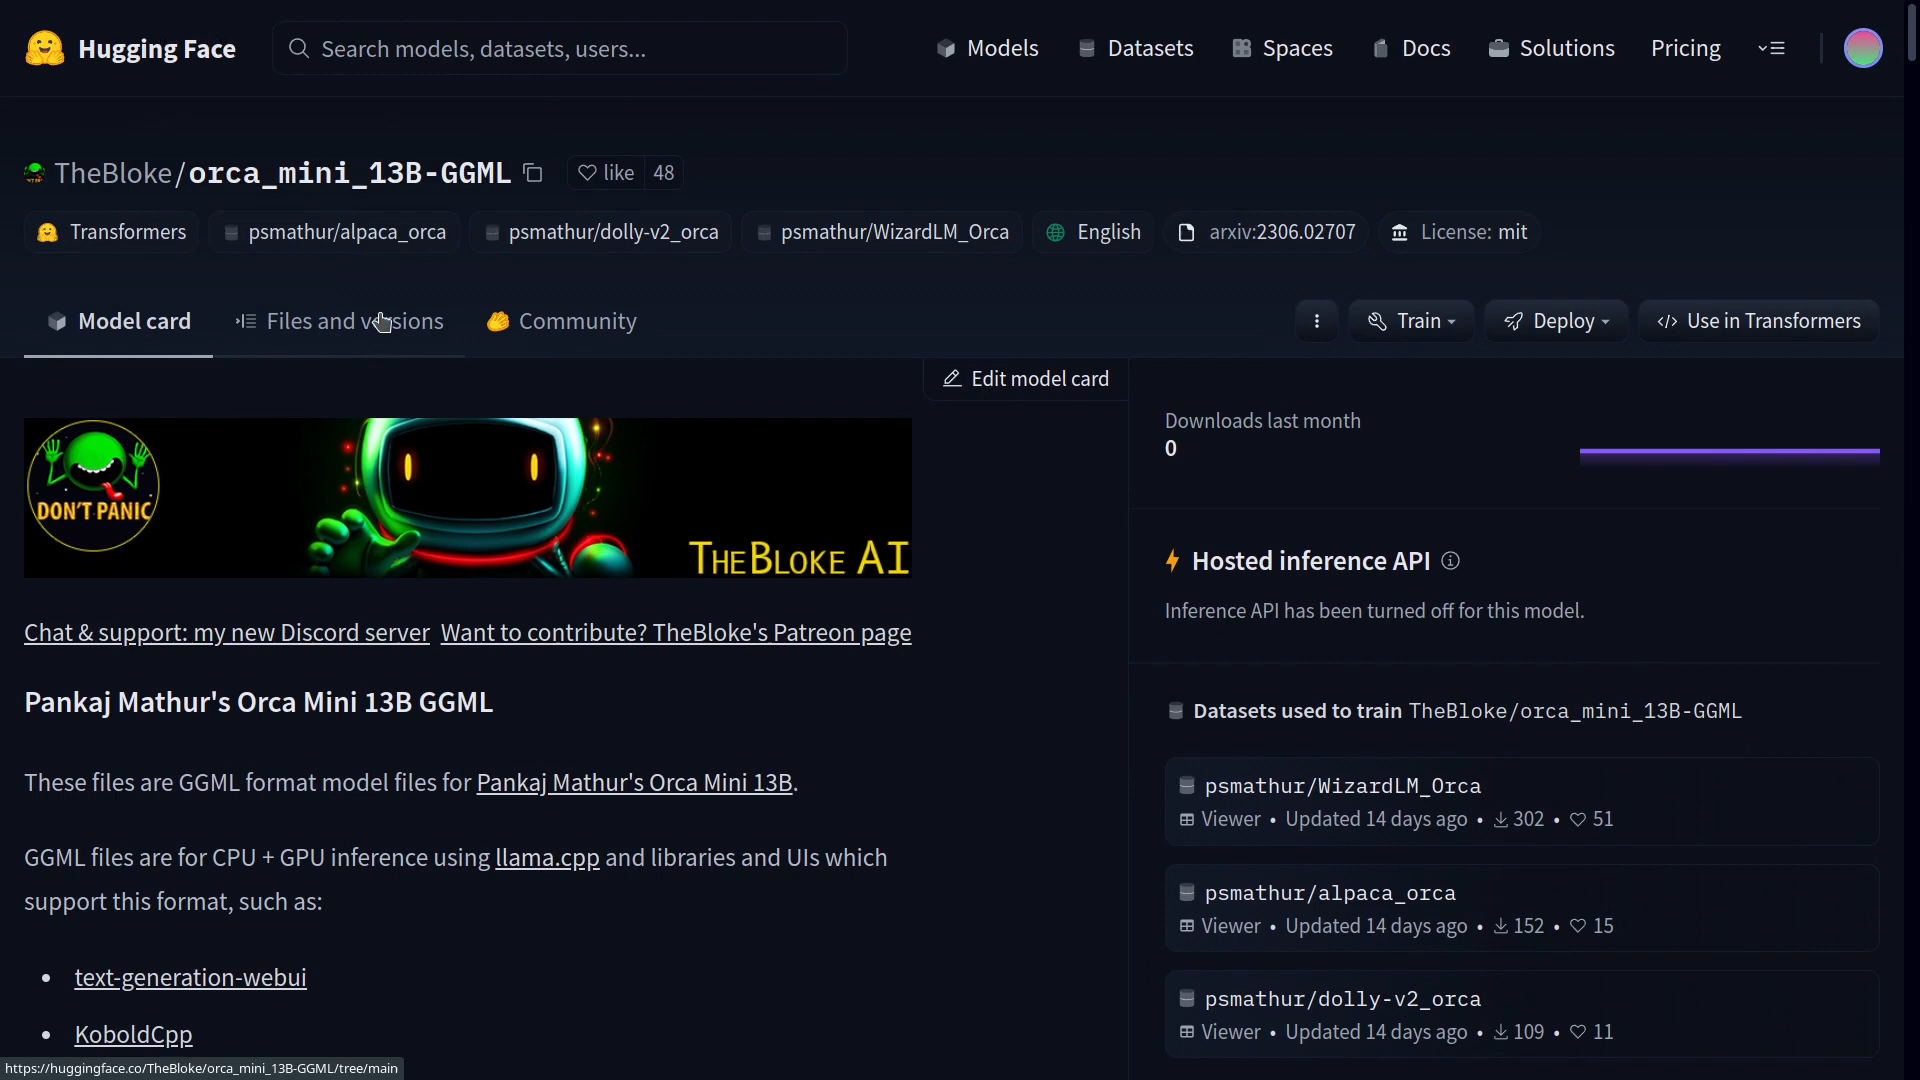 Hugging Face
Search models, datasets, users...
Models
Datasets
Spaces
Docs
Solutions
Pricing
TheBloke/orca_mini_13B-GGML
like 48
Transformers
psmathur/alpaca_orca
psmathur/dolly-v2_orca
psmathur/WizardLM_Orca
English
arxiv:2306.02707
License: mit
Model card
Files and versions
Community
Train
Deploy
</> Use in Transformers
Edit model card
DON'T PANIC
THEBLOKE AI
Chat & support: my new Discord server
Want to contribute? TheBloke's Patreon page
Pankaj Mathur's Orca Mini 13B GGML
These files are GGML format model files for Pankaj Mathur's Orca Mini 13B.
GGML files are for CPU + GPU inference using llama.cpp and libraries and UIs which
support this format, such as:
• text-generation-webui
• KoboldCpp
Downloads last month
0
Hosted inference API
Inference API has been turned off for this model.
Datasets used to train TheBloke/orca_mini_13B-GGML
psmathur/WizardLM_Orca
Viewer • Updated 14 days ago • 302 • 51
psmathur/alpaca_orca
Viewer • Updated 14 days ago • 152 • 15
psmathur/dolly-v2_orca
Viewer • Updated 14 days ago • 109 • 11
https://huggingface.co/TheBloke/orca_mini_13B-GGML/tree/main